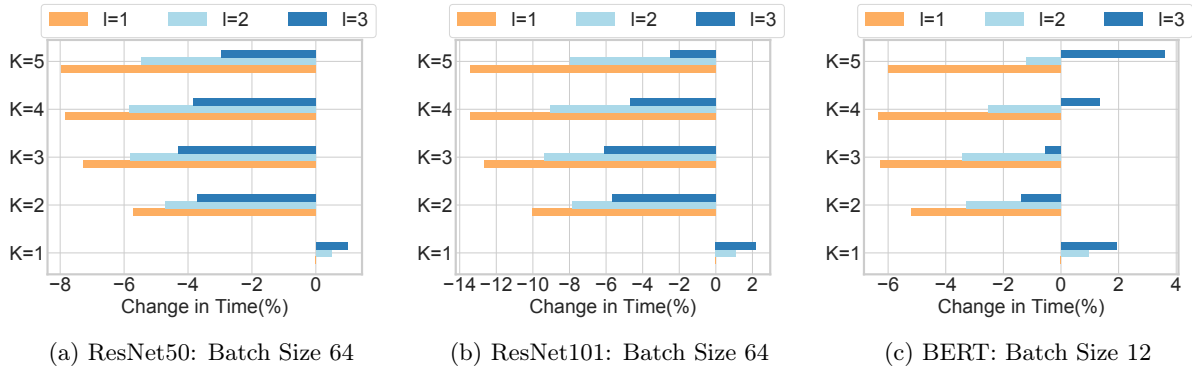 l=1 l=2 l=3
K=5
K=4
K=3
K=2
K=1
−8 −6 −4 −2 0
Change in Time(%)
(a) ResNet50: Batch Size 64
l=1 l=2 l=3
K=5
K=4
K=3
K=2
K=1
−14 −12 −10 −8 −6 −4 −2 0 2
Change in Time(%)
(b) ResNet101: Batch Size 64
l=1 l=2 l=3
K=5
K=4
K=3
K=2
K=1
−6 −4 −2 0 2 4
Change in Time(%)
(c) BERT: Batch Size 12